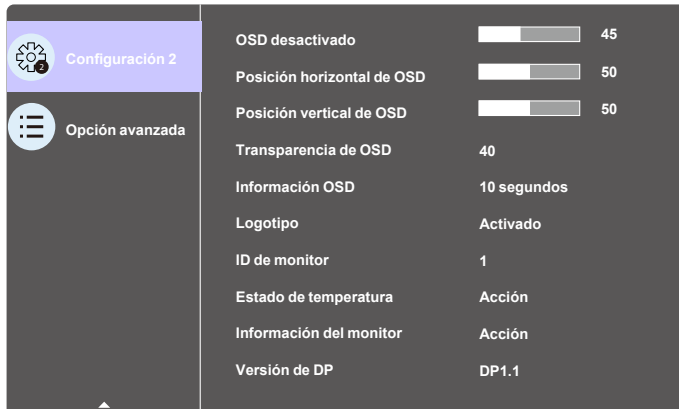 2
Configuración 2
Opción avanzada
OSD desactivado 45
Posición horizontal de OSD 50
Posición vertical de OSD 50
Transparencia de OSD 40
Información OSD 10 segundos
Logotipo Activado
ID de monitor 1
Estado de temperatura Acción
Información del monitor Acción
Versión de DP DP1.1